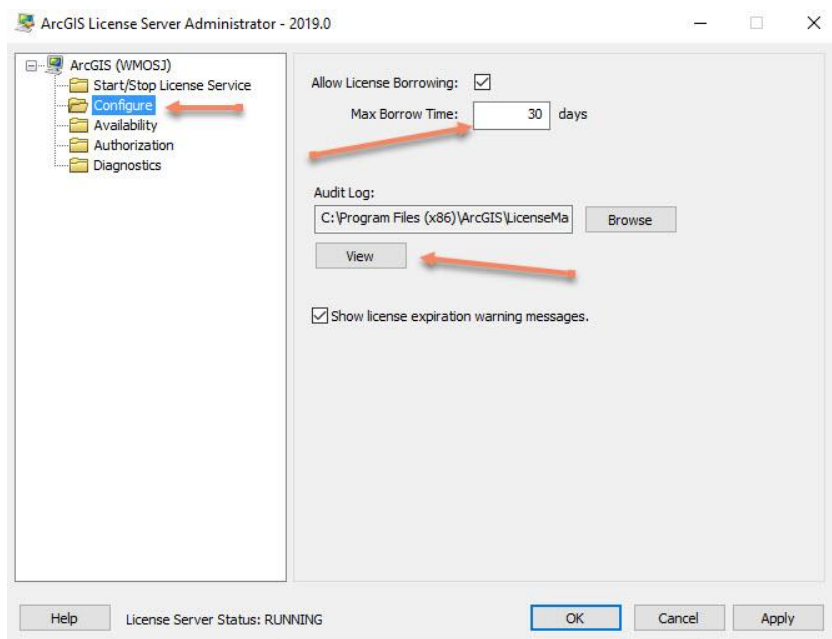 ArcGIS License Server Administrator - 2019.0
ArcGIS (WMOSJ)
Start/Stop License Service
Configure
Availability
Authorization
Diagnostics
Allow License Borrowing:
Max Borrow Time: 30 days
Audit Log:
C:\Program Files (x86)\ArcGIS\LicenseMa Browse
View
Show license expiration warning messages.
Help License Server Status: RUNNING OK Cancel Apply